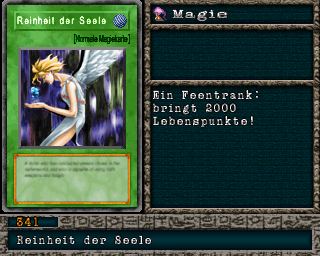 Reinheit der Seele
[Normale Magiekarte]
Magie
Ein Feentrank:
bringt 2000
Lebenspunkte!
341
Reinheit der Seele